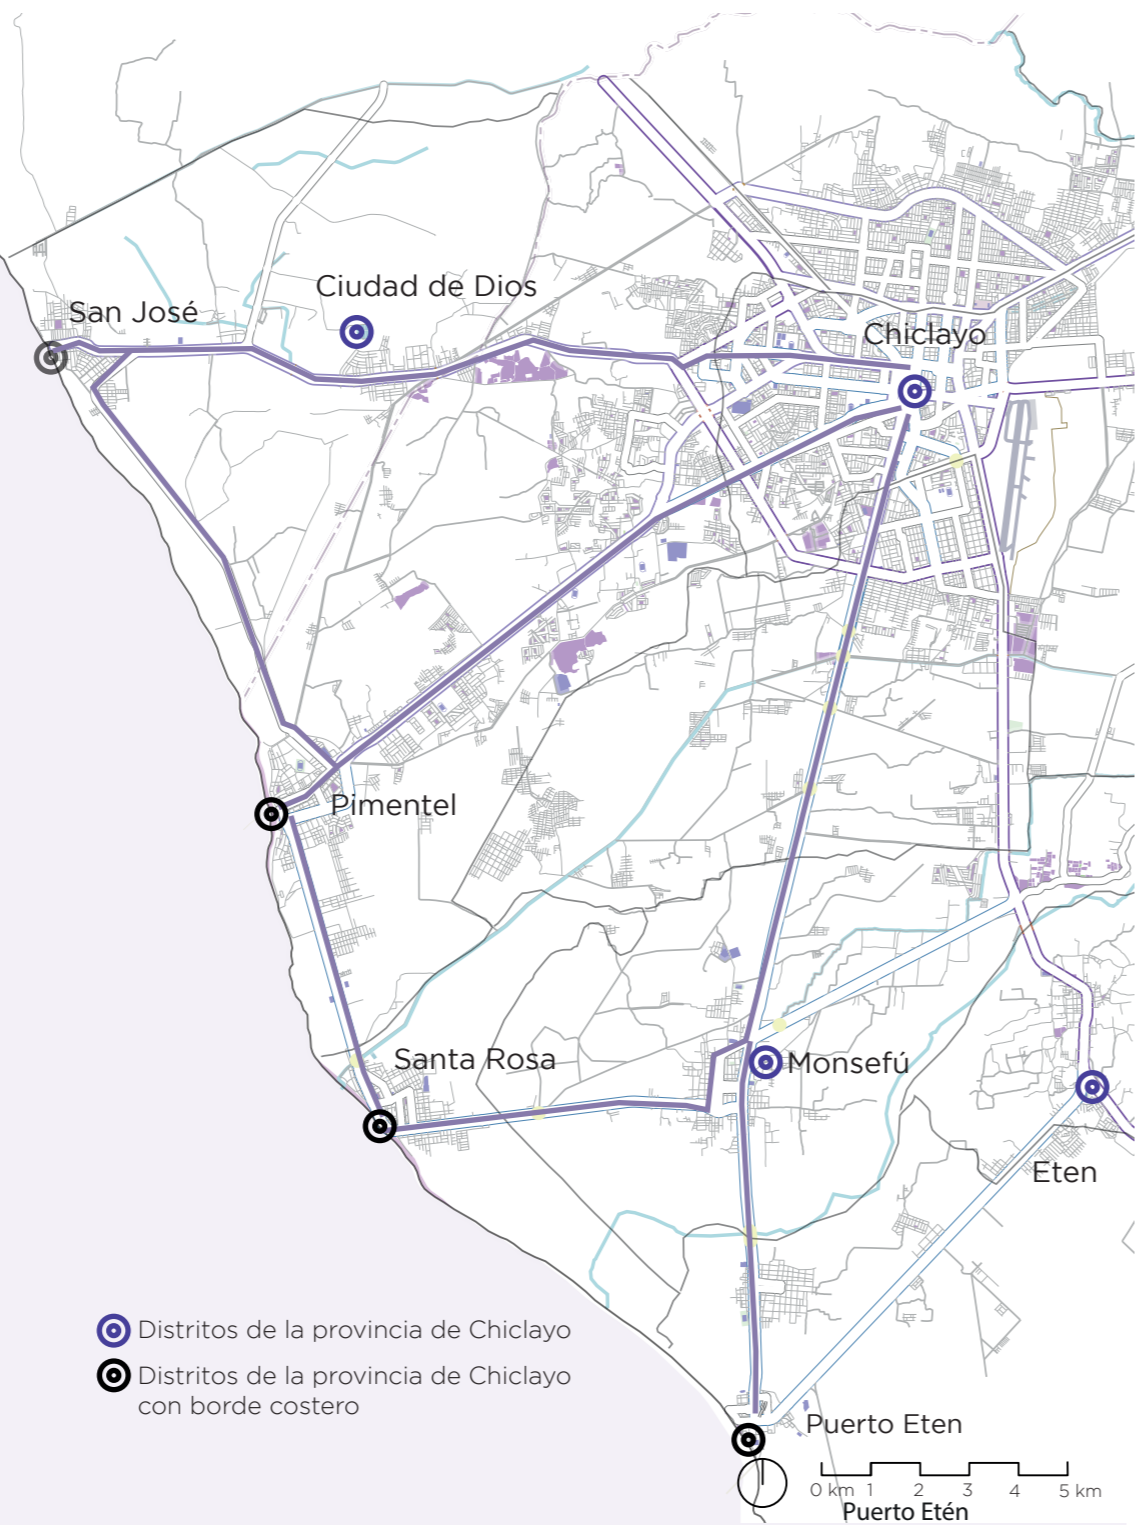 Ciudad de Dios
San José
Chiclayo
Pimentel
Santa Rosa
Monsefú
Eten
Distritos de la provincia de Chiclayo
Distritos de la provincia de Chiclayo
con borde costero
Puerto Eten
0 km 1 2 3 4 5 km
Puerto Etén